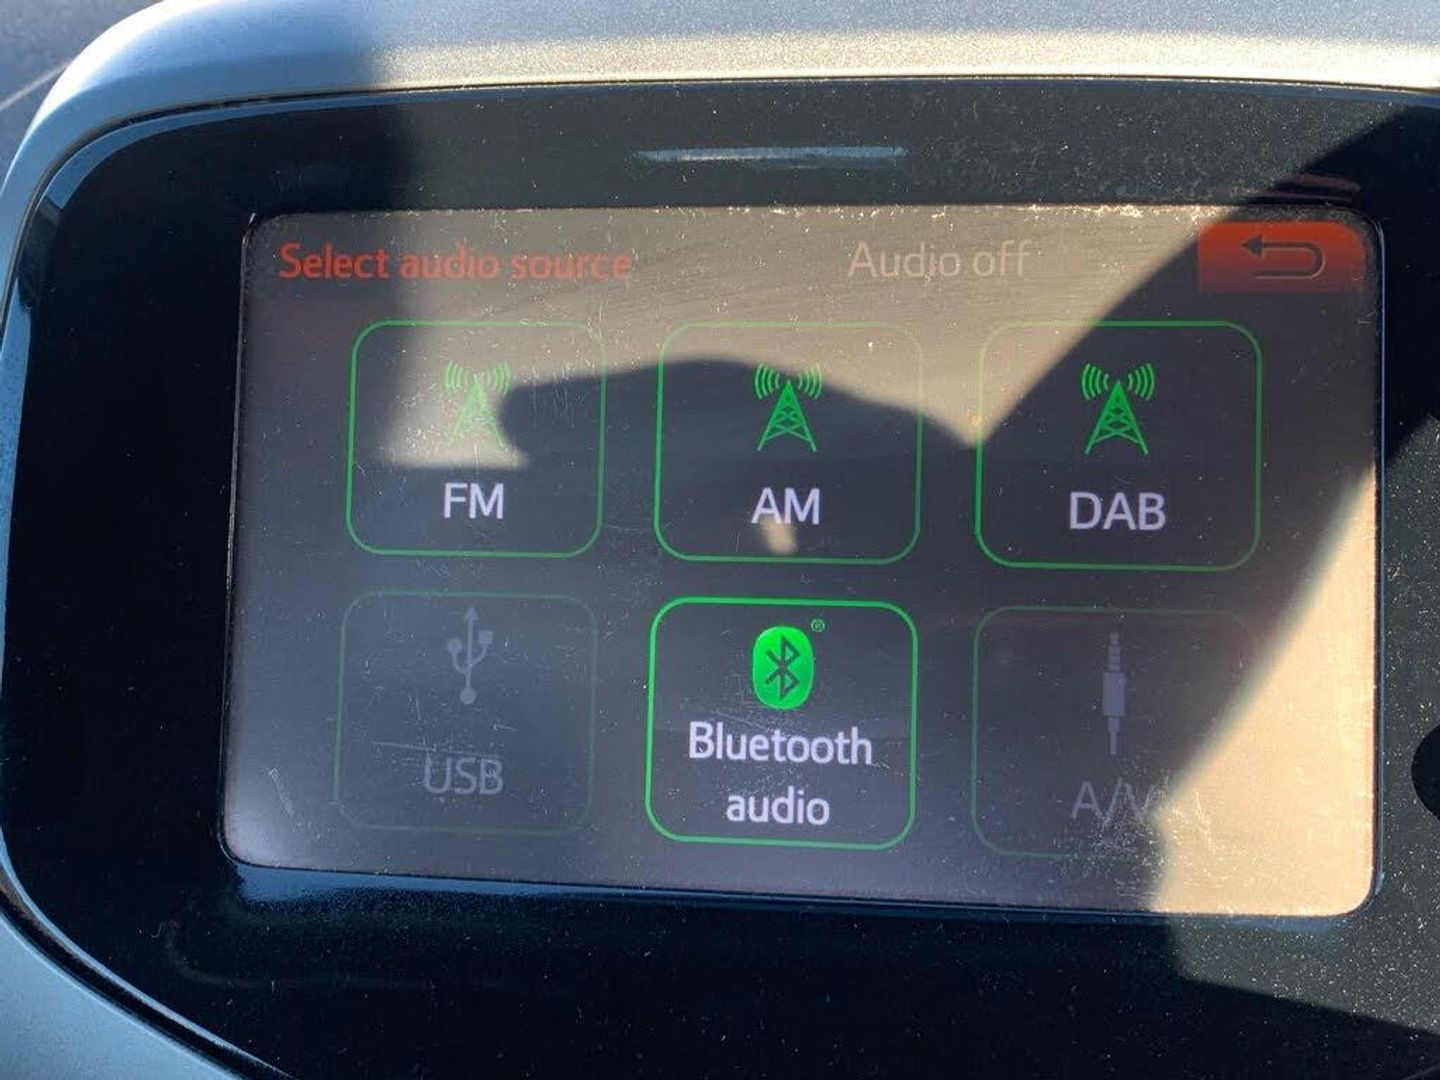 Select audio source
Audio off
FM
AM
DAB
USB
Bluetooth
audio
A/V